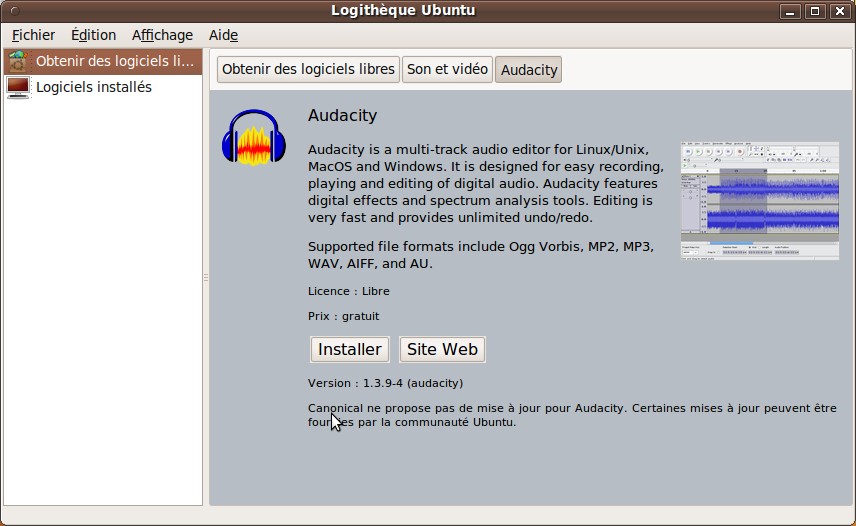 Logithèque Ubuntu
Fichier Édition Affichage Aide
Obtenir des logiciels li...
Logiciels installés
Obtenir des logiciels libres Son et vidéo Audacity
Audacity
Audacity is a multi-track audio editor for Linux/Unix,
MacOS and Windows. It is designed for easy recording,
playing and editing of digital audio. Audacity features
digital effects and spectrum analysis tools. Editing is
very fast and provides unlimited undo/redo.
Supported file formats include Ogg Vorbis, MP2, MP3,
WAV, AIFF, and AU.
Licence : Libre
Prix : gratuit
Installer Site Web
Version : 1.3.9-4 (audacity)
Canonical ne propose pas de mise à jour pour Audacity. Certaines mises à jour peuvent être
fournies par la communauté Ubuntu.